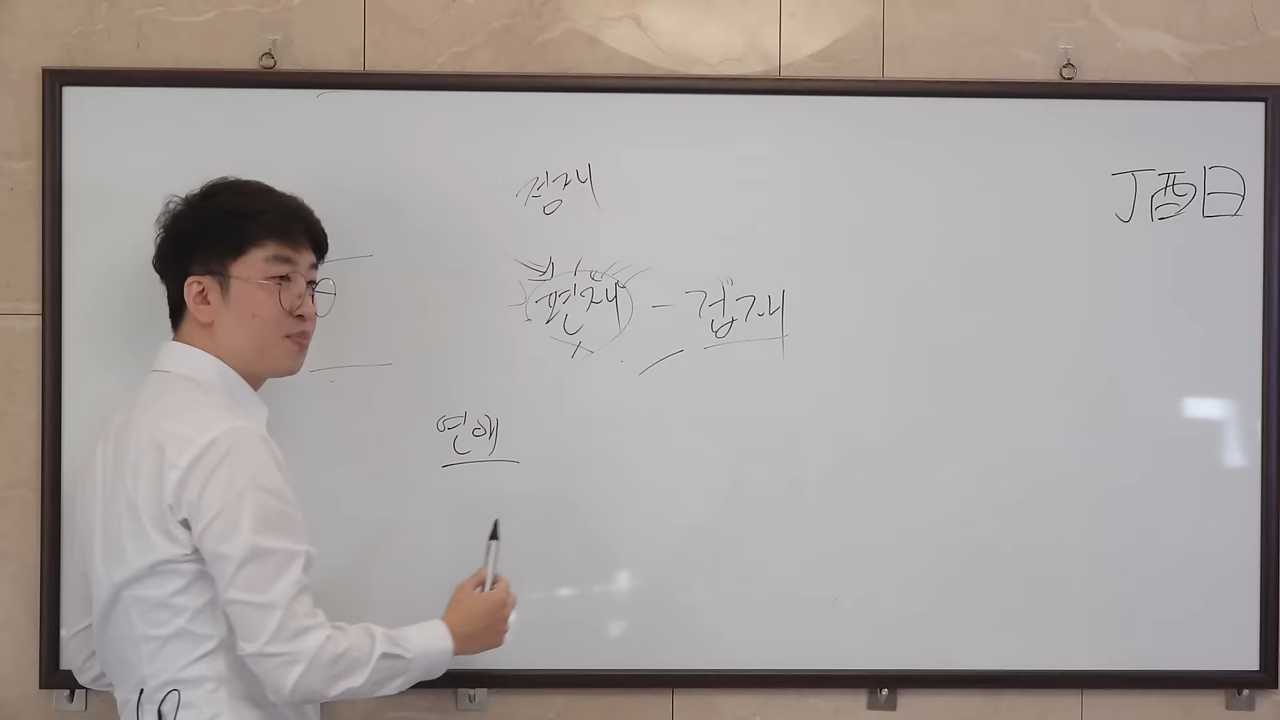 정재
丁酉日
편재 - 겁재
연애